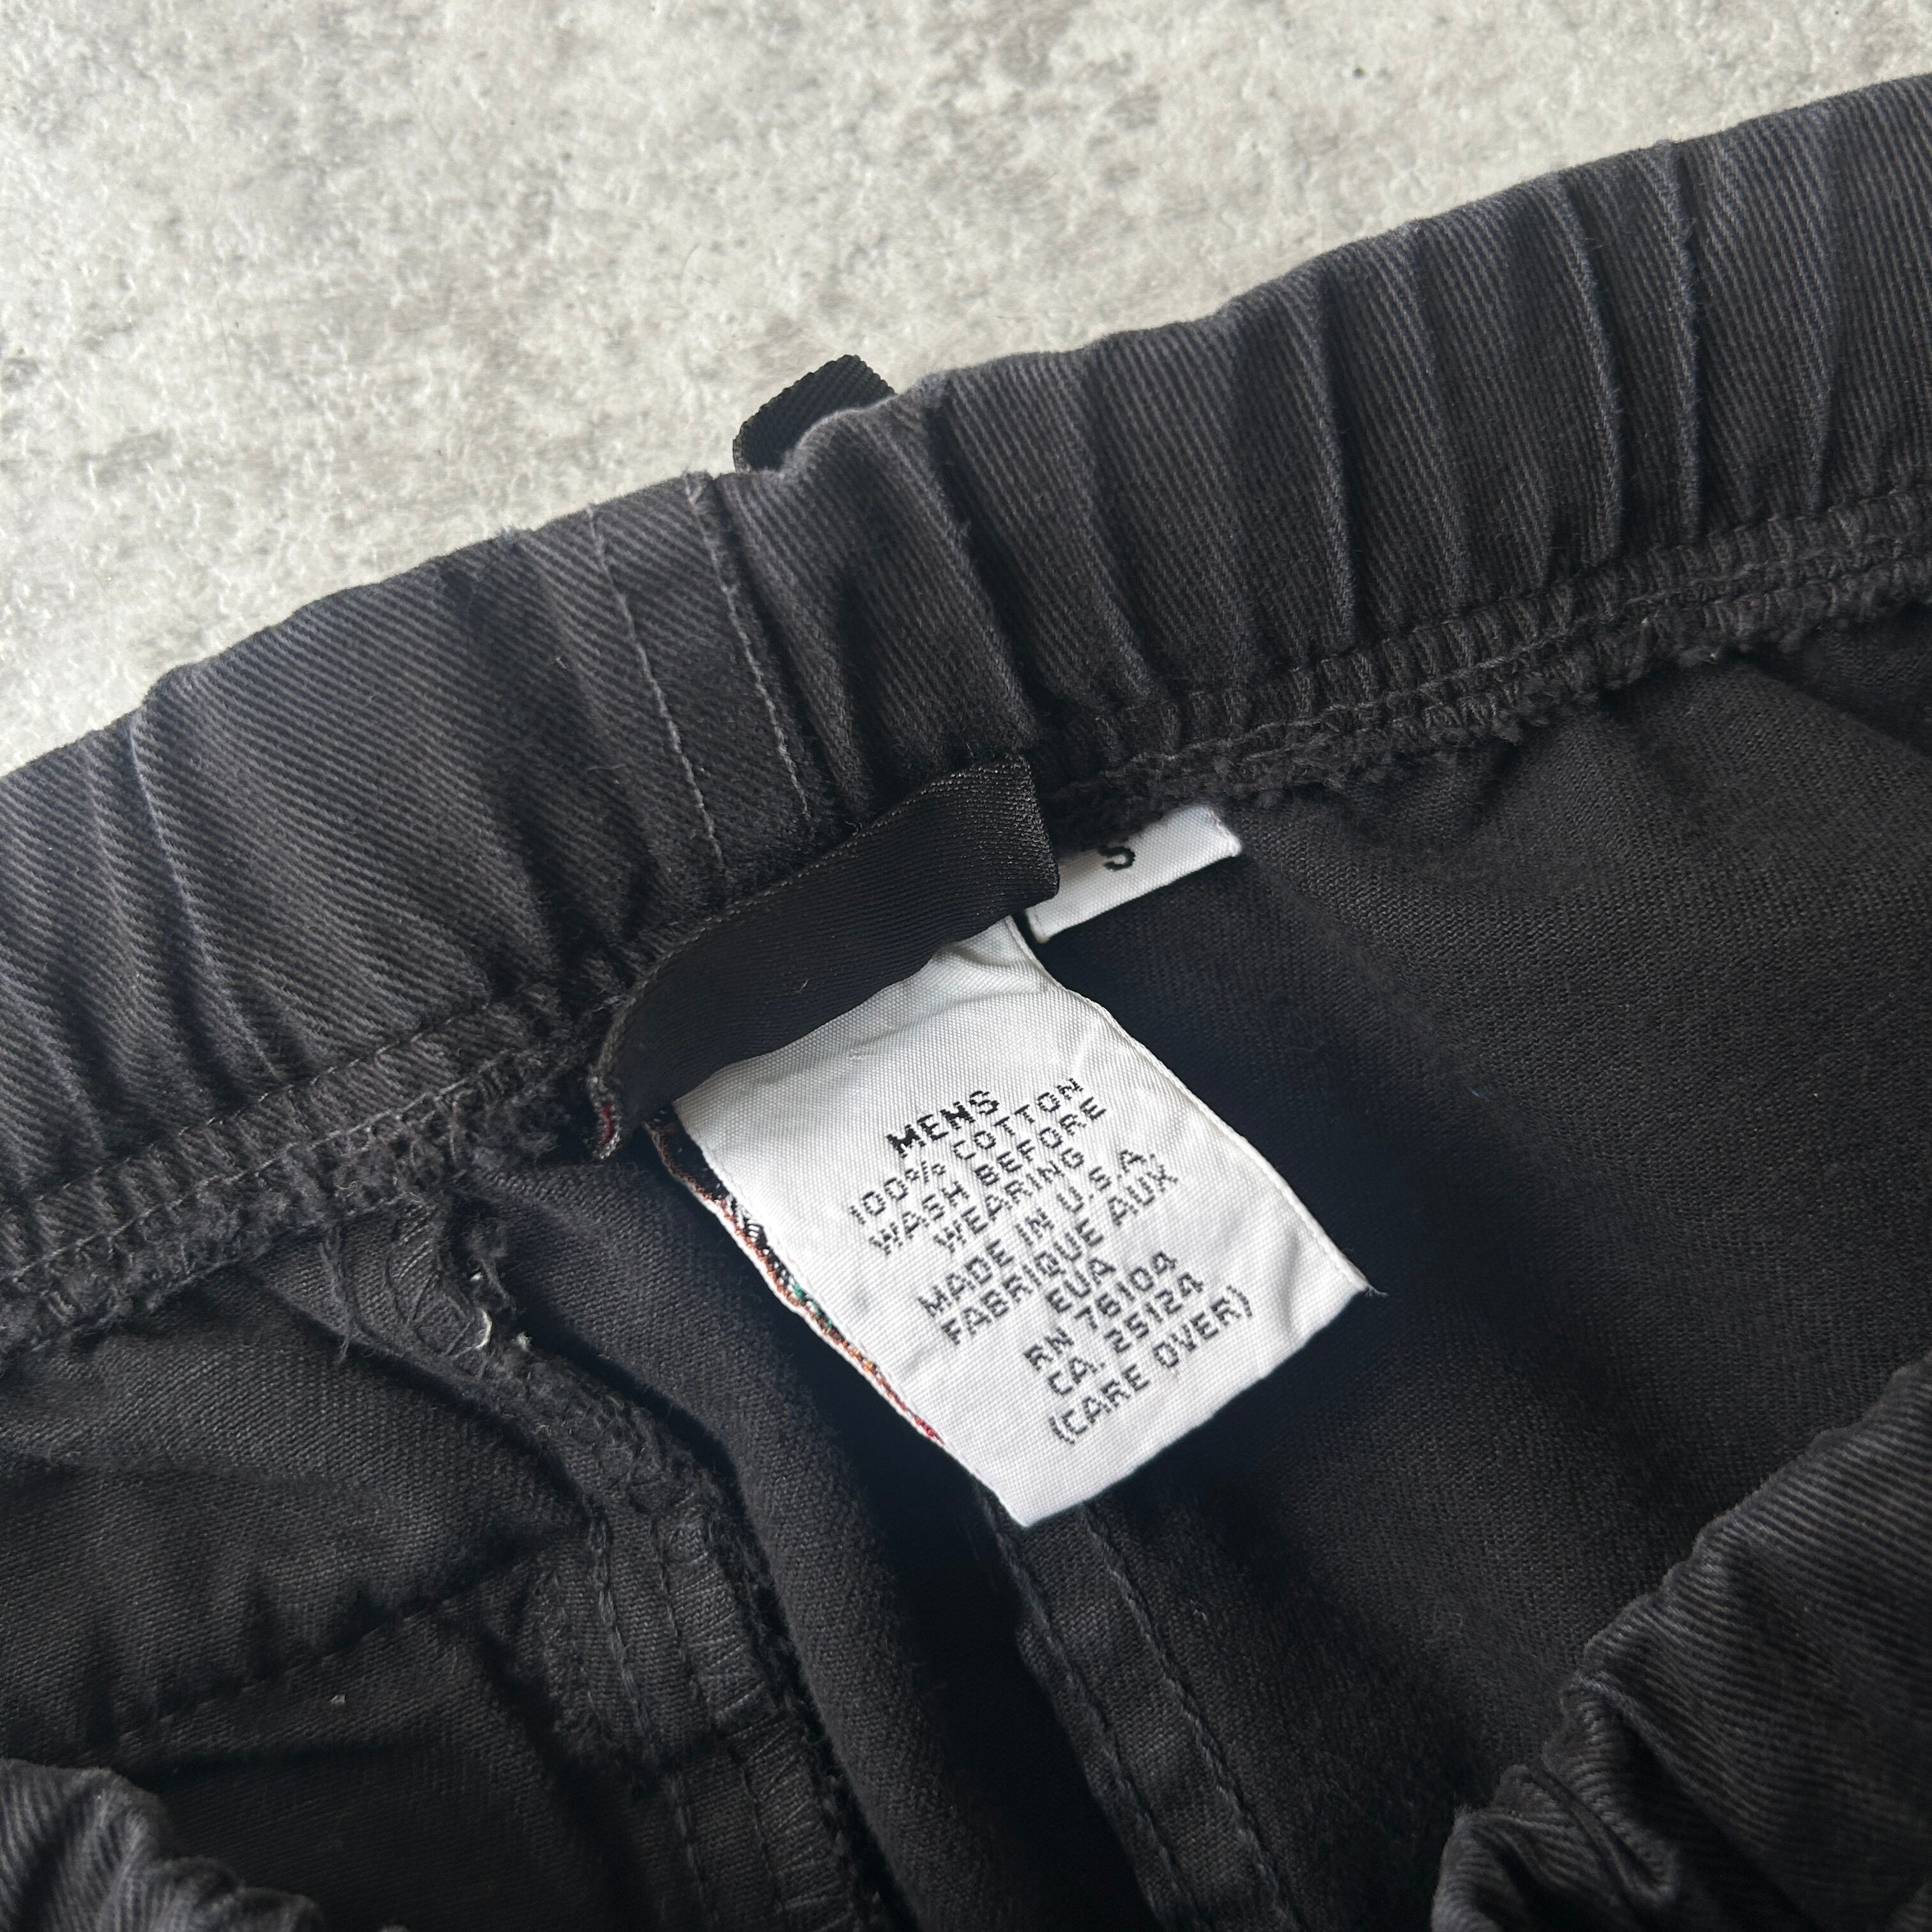 S
MENS
100% COTTON
WASH BEFORE
WEARING
MADE IN U.S.A.
FABRIQUE AUX
EUA
RN 76104
CA. 25124
(CARE OVER)